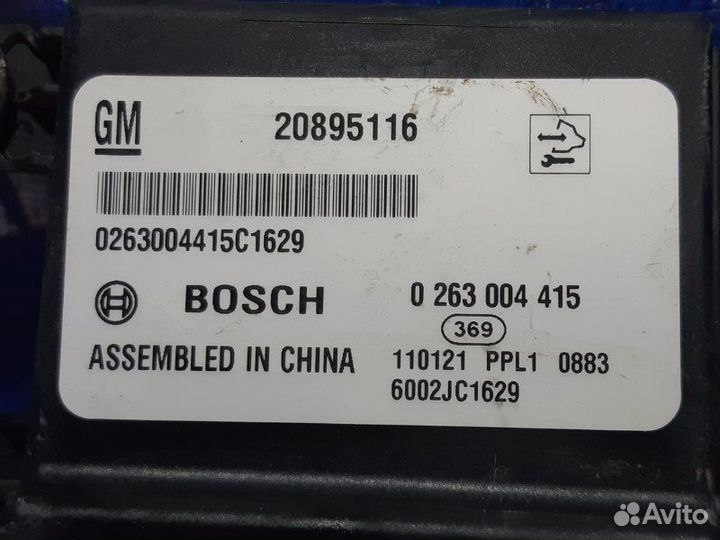 GM 20895116
0263004415C1629
BOSCH 0 263 004 415
369
ASSEMBLED IN CHINA 110121 PPL1 0883
6002JC1629
Avito